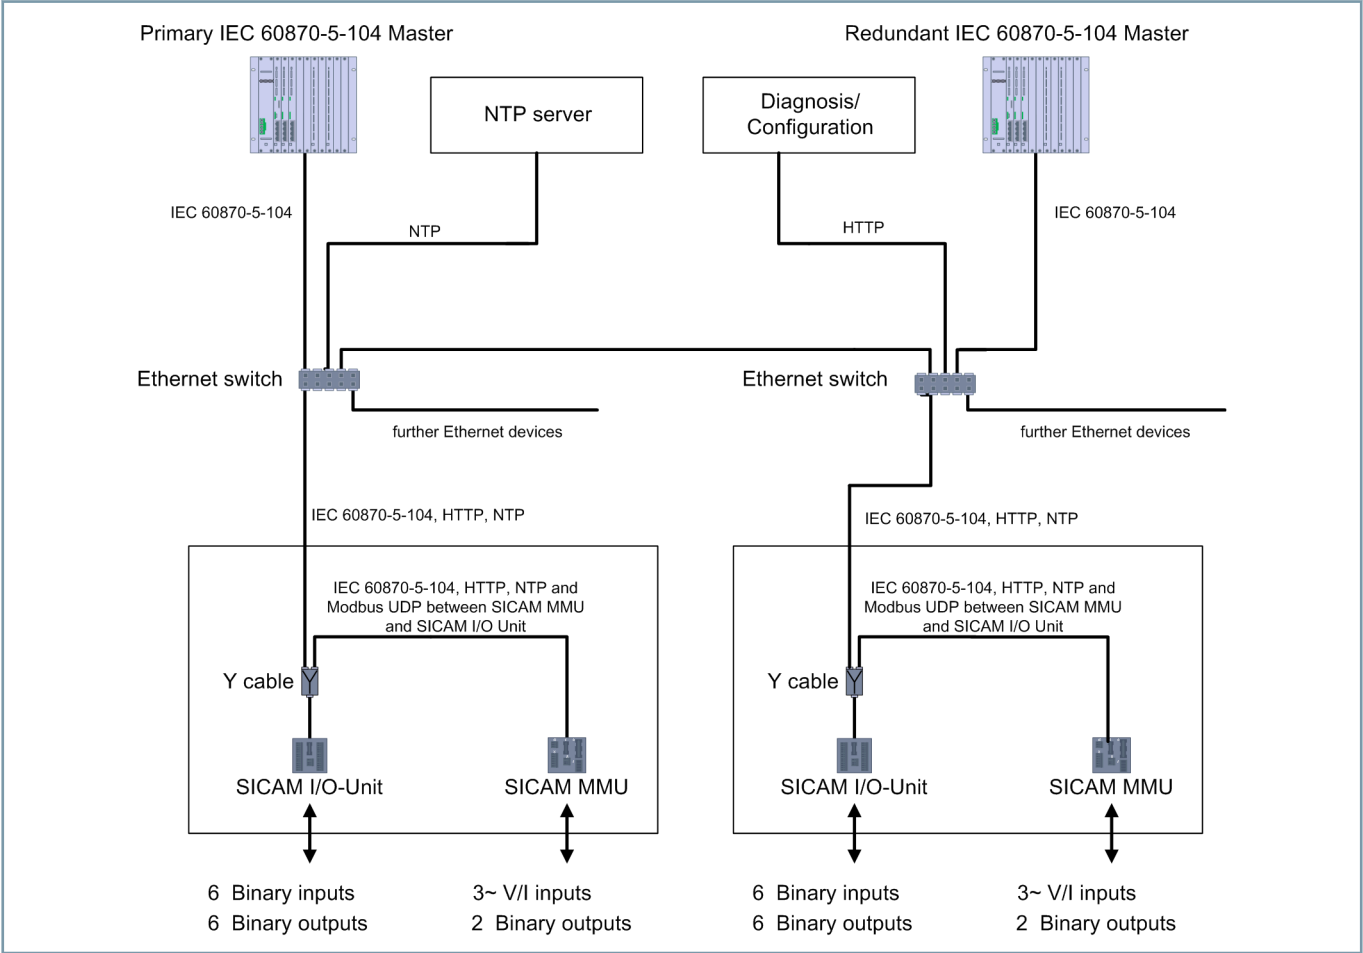 Primary IEC 60870-5-104 Master
Redundant IEC 60870-5-104 Master
NTP server
Diagnosis/
Configuration
IEC 60870-5-104
IEC 60870-5-104
NTP
HTTP
Ethernet switch
Ethernet switch
further Ethernet devices
further Ethernet devices
IEC 60870-5-104, HTTP, NTP
IEC 60870-5-104, HTTP, NTP
IEC 60870-5-104, HTTP, NTP and
Modbus UDP between SICAM MMU
and SICAM I/O Unit
IEC 60870-5-104, HTTP, NTP and
Modbus UDP between SICAM MMU
and SICAM I/O Unit
Y cable
Y cable
SICAM I/O-Unit
SICAM MMU
SICAM I/O-Unit
SICAM MMU
6 Binary inputs
6 Binary outputs
3~ V/I inputs
2 Binary outputs
6 Binary inputs
6 Binary outputs
3~ V/I inputs
2 Binary outputs